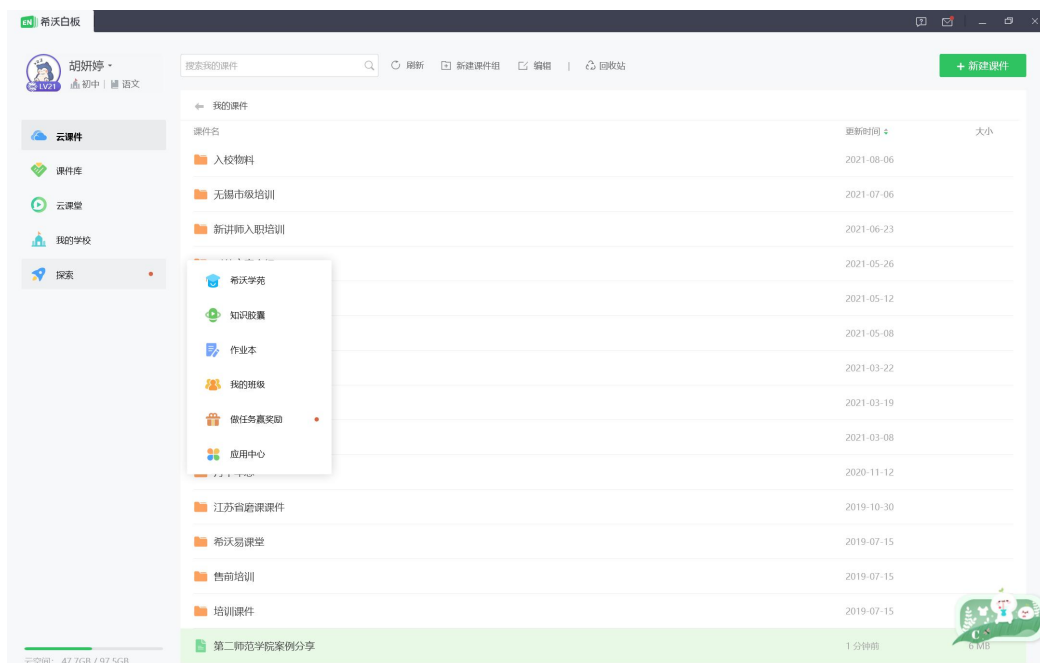 EN 希沃白板
胡妍婷
LV21 初中 | 语文
搜索我的课件 刷新 新建课件组 编辑 | 回收站 + 新建课件
我的课件
云课件
课件库
云课堂
我的学校
探索
课件名 更新时间 大小
入校物料 2021-08-06
无锡市级培训 2021-07-06
新讲师入职培训 2021-06-23
2021-05-26
2021-05-12
2021-05-08
2021-03-22
2021-03-19
2021-03-08
2020-11-12
江苏省磨课课件 2019-10-30
希沃易课堂 2019-07-15
售前培训 2019-07-15
培训课件 2019-07-15
第二师范学院案例分享 1 分钟前 6 MB
希沃学苑
知识胶囊
作业本
我的班级
做任务赢奖励
应用中心
云空间: 47.7GB / 97.5GB